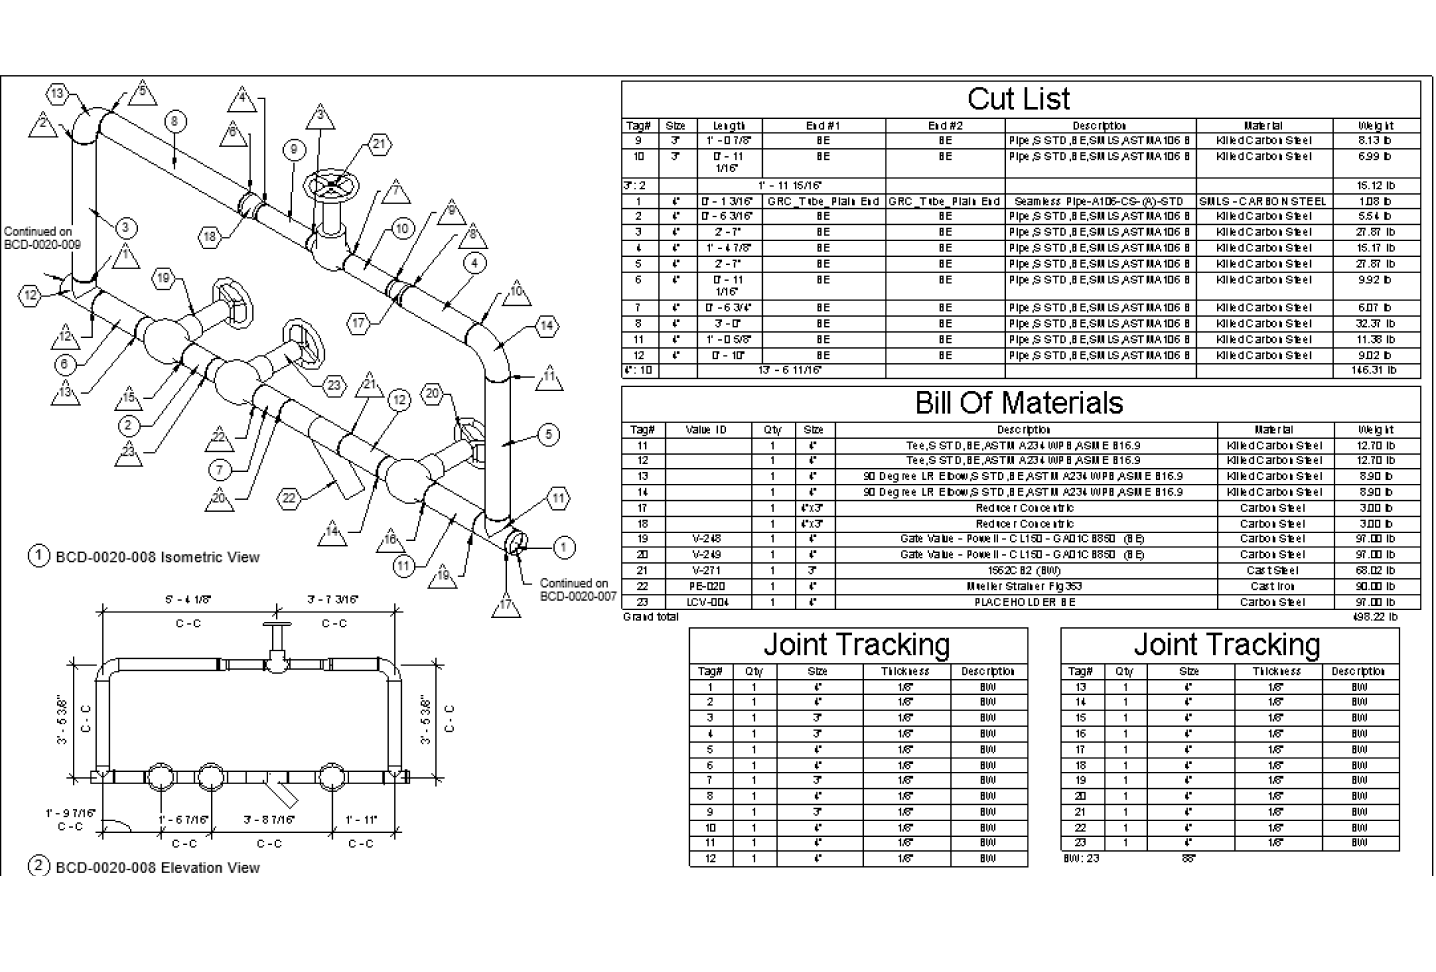 Cut List
Tag# Size Length End #1 End #2 Description Material Weight
9 3" 1' - 0 7/8" BE BE Pipe,S STD,BE,SMLS,ASTM A106 B Killed Carbon Steel 8.13 lb
10 3" 0' - 11 1/16" BE BE Pipe,S STD,BE,SMLS,ASTM A106 B Killed Carbon Steel 6.99 lb
3": 2 1' - 11 15/16" 15.12 lb
1 4" 0' - 1 3/16" GRC_Tube_Plain End GRC_Tube_Plain End Seamless Pipe-A106-CS-(A)-STD SMLS - CARBON STEEL 1.08 lb
2 4" 0' - 6 3/16" BE BE Pipe,S STD,BE,SMLS,ASTM A106 B Killed Carbon Steel 5.54 lb
3 4" 2' - 7" BE BE Pipe,S STD,BE,SMLS,ASTM A106 B Killed Carbon Steel 27.87 lb
4 4" 1' - 4 7/8" BE BE Pipe,S STD,BE,SMLS,ASTM A106 B Killed Carbon Steel 15.17 lb
5 4" 2' - 7" BE BE Pipe,S STD,BE,SMLS,ASTM A106 B Killed Carbon Steel 27.87 lb
6 4" 0' - 11 1/16" BE BE Pipe,S STD,BE,SMLS,ASTM A106 B Killed Carbon Steel 9.92 lb
7 4" 0' - 6 3/4" BE BE Pipe,S STD,BE,SMLS,ASTM A106 B Killed Carbon Steel 6.07 lb
8 4" 3' - 0" BE BE Pipe,S STD,BE,SMLS,ASTM A106 B Killed Carbon Steel 32.37 lb
11 4" 1' - 0 5/8" BE BE Pipe,S STD,BE,SMLS,ASTM A106 B Killed Carbon Steel 11.38 lb
12 4" 0' - 10" BE BE Pipe,S STD,BE,SMLS,ASTM A106 B Killed Carbon Steel 9.02 lb
4": 10 13' - 6 11/16" 146.31 lb
Bill Of Materials
Tag# Valve ID Qty Size Description Material Weight
11 1 4" Tee,S STD,BE,ASTM A234 WPB,ASME B16.9 Killed Carbon Steel 12.70 lb
12 1 4" Tee,S STD,BE,ASTM A234 WPB,ASME B16.9 Killed Carbon Steel 12.70 lb
13 1 4" 90 Degree LR Elbow,S STD,BE,ASTM A234 WPB,ASME B16.9 Killed Carbon Steel 8.90 lb
14 1 4" 90 Degree LR Elbow,S STD,BE,ASTM A234 WPB,ASME B16.9 Killed Carbon Steel 8.90 lb
17 1 4"x3" Reducer Concentric Carbon Steel 3.00 lb
18 1 4"x3" Reducer Concentric Carbon Steel 3.00 lb
19 V-248 1 4" Gate Valve - Powell - CL150 - GA01C B850 (BE) Carbon Steel 97.00 lb
20 V-249 1 4" Gate Valve - Powell - CL150 - GA01C B850 (BE) Carbon Steel 97.00 lb
21 V-271 1 3" 1562C B2 (BW) Cast Steel 68.02 lb
22 PE-020 1 4" Mueller Strainer Fig 353 Cast Iron 90.00 lb
23 LCV-004 1 4" PLACEHOLDER BE Carbon Steel 97.00 lb
Grand total 498.22 lb
Joint Tracking
Tag# Qty Size Thickness Description
1 1 4" 1/8" BW
2 1 4" 1/8" BW
3 1 3" 1/8" BW
4 1 3" 1/8" BW
5 1 4" 1/8" BW
6 1 4" 1/8" BW
7 1 3" 1/8" BW
8 1 4" 1/8" BW
9 1 3" 1/8" BW
10 1 4" 1/8" BW
11 1 4" 1/8" BW
12 1 4" 1/8" BW
Joint Tracking
Tag# Qty Size Thickness Description
13 1 4" 1/8" BW
14 1 4" 1/8" BW
15 1 4" 1/8" BW
16 1 4" 1/8" BW
17 1 4" 1/8" BW
18 1 4" 1/8" BW
19 1 4" 1/8" BW
20 1 4" 1/8" BW
21 1 4" 1/8" BW
22 1 4" 1/8" BW
23 1 4" 1/8" BW
BW: 23 88"
13
5
4
3
2
8
6
9
21
7
9
8
3
18
10
4
Continued on
BCD-0020-009
1
19
12
17
10
14
12
6
13
15
2
23
22
7
20
23
21
12
20
11
5
22
14
16
11
19
11
1
17
Continued on
BCD-0020-007
1 BCD-0020-008 Isometric View
5' - 4 1/8"
C - C
3' - 7 3/16"
C - C
3' - 5 3/8"
C - C
3' - 5 3/8"
C - C
1' - 9 7/16"
C - C
1' - 6 7/16"
C - C
3' - 8 7/16"
C - C
1' - 11"
C - C
2 BCD-0020-008 Elevation View